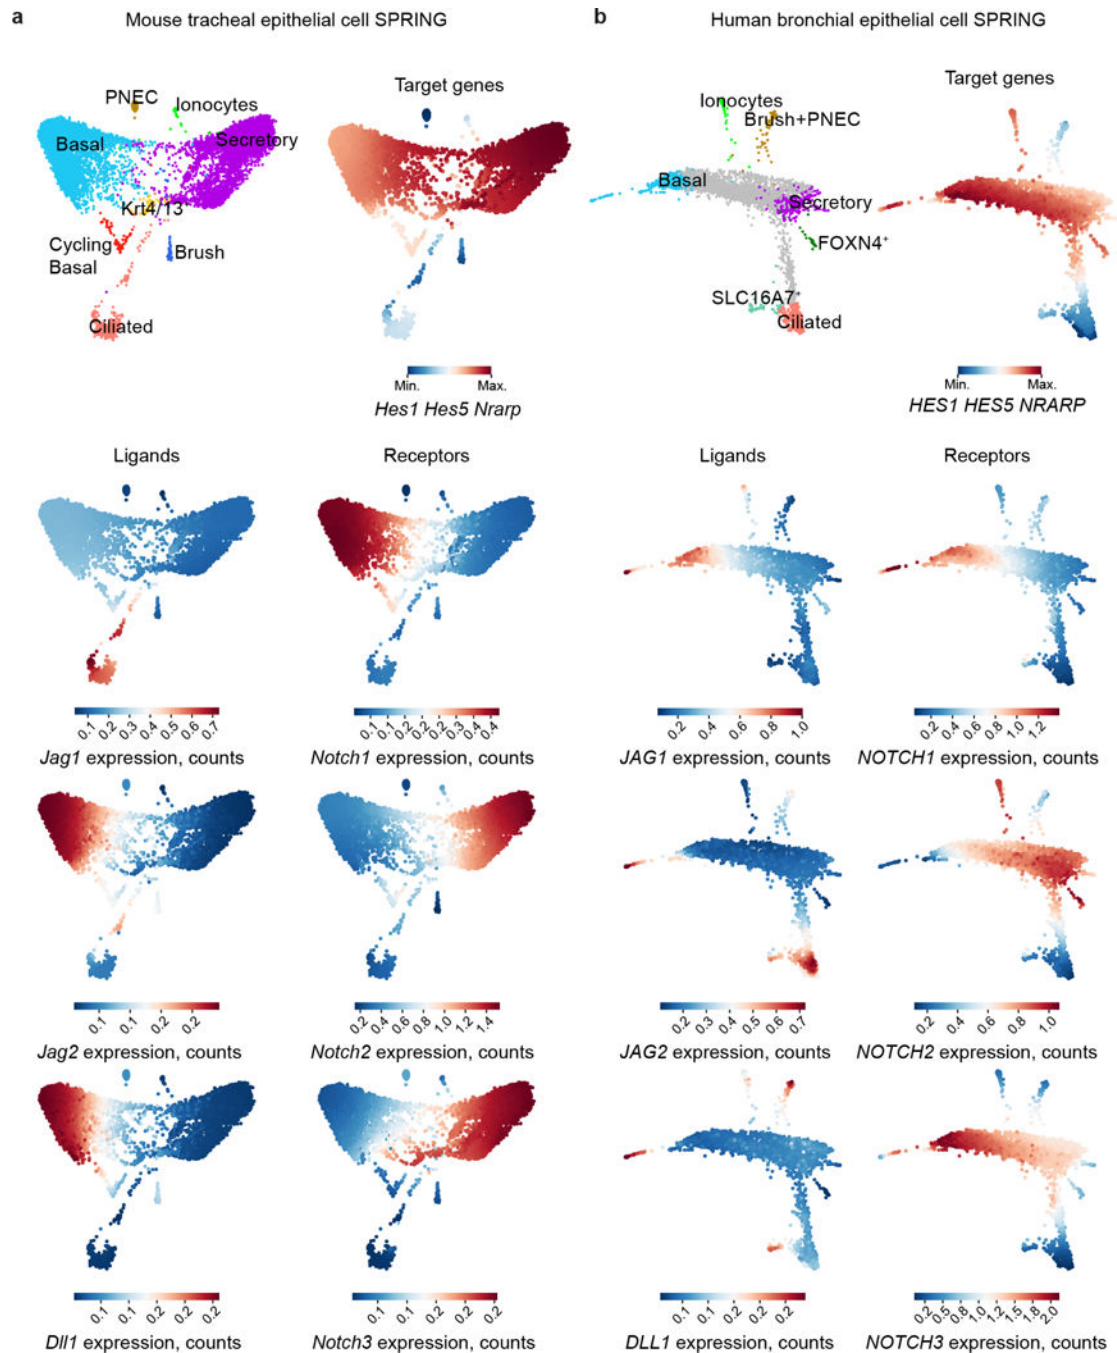 a
Mouse tracheal epithelial cell SPRING
PNEC
Ionocytes
Basal
Secretory
Krt4/13
Cycling
Basal
Brush
Ciliated
Target genes
Min. Max.
Hes1 Hes5 Nrarp
b
Human bronchial epithelial cell SPRING
Ionocytes
Brush+PNEC
Basal
Secretory
FOXN4+
SLC16A7+
Ciliated
Target genes
Min. Max.
HES1 HES5 NRARP
Ligands Receptors Ligands Receptors
0.1 0.2 0.3 0.4 0.5 0.6 0.7
Jag1 expression, counts
0.1 0.1 0.2 0.2 0.2 0.3 0.4 0.4
Notch1 expression, counts
0.2 0.4 0.6 0.8 1.0
JAG1 expression, counts
0.2 0.4 0.6 0.8 1.0 1.2
NOTCH1 expression, counts
0.1 0.1 0.2 0.2
Jag2 expression, counts
0.2 0.4 0.6 0.8 1.0 1.2 1.4
Notch2 expression, counts
0.2 0.3 0.4 0.5 0.6 0.7
JAG2 expression, counts
0.2 0.4 0.6 0.8 1.0
NOTCH2 expression, counts
0.1 0.1 0.2 0.2 0.2
Dll1 expression, counts
0.1 0.1 0.2 0.2 0.2
Notch3 expression, counts
0.1 0.1 0.2 0.2 0.2
DLL1 expression, counts
0.2 0.5 0.8 1.0 1.2 1.5 1.8 2.0
NOTCH3 expression, counts